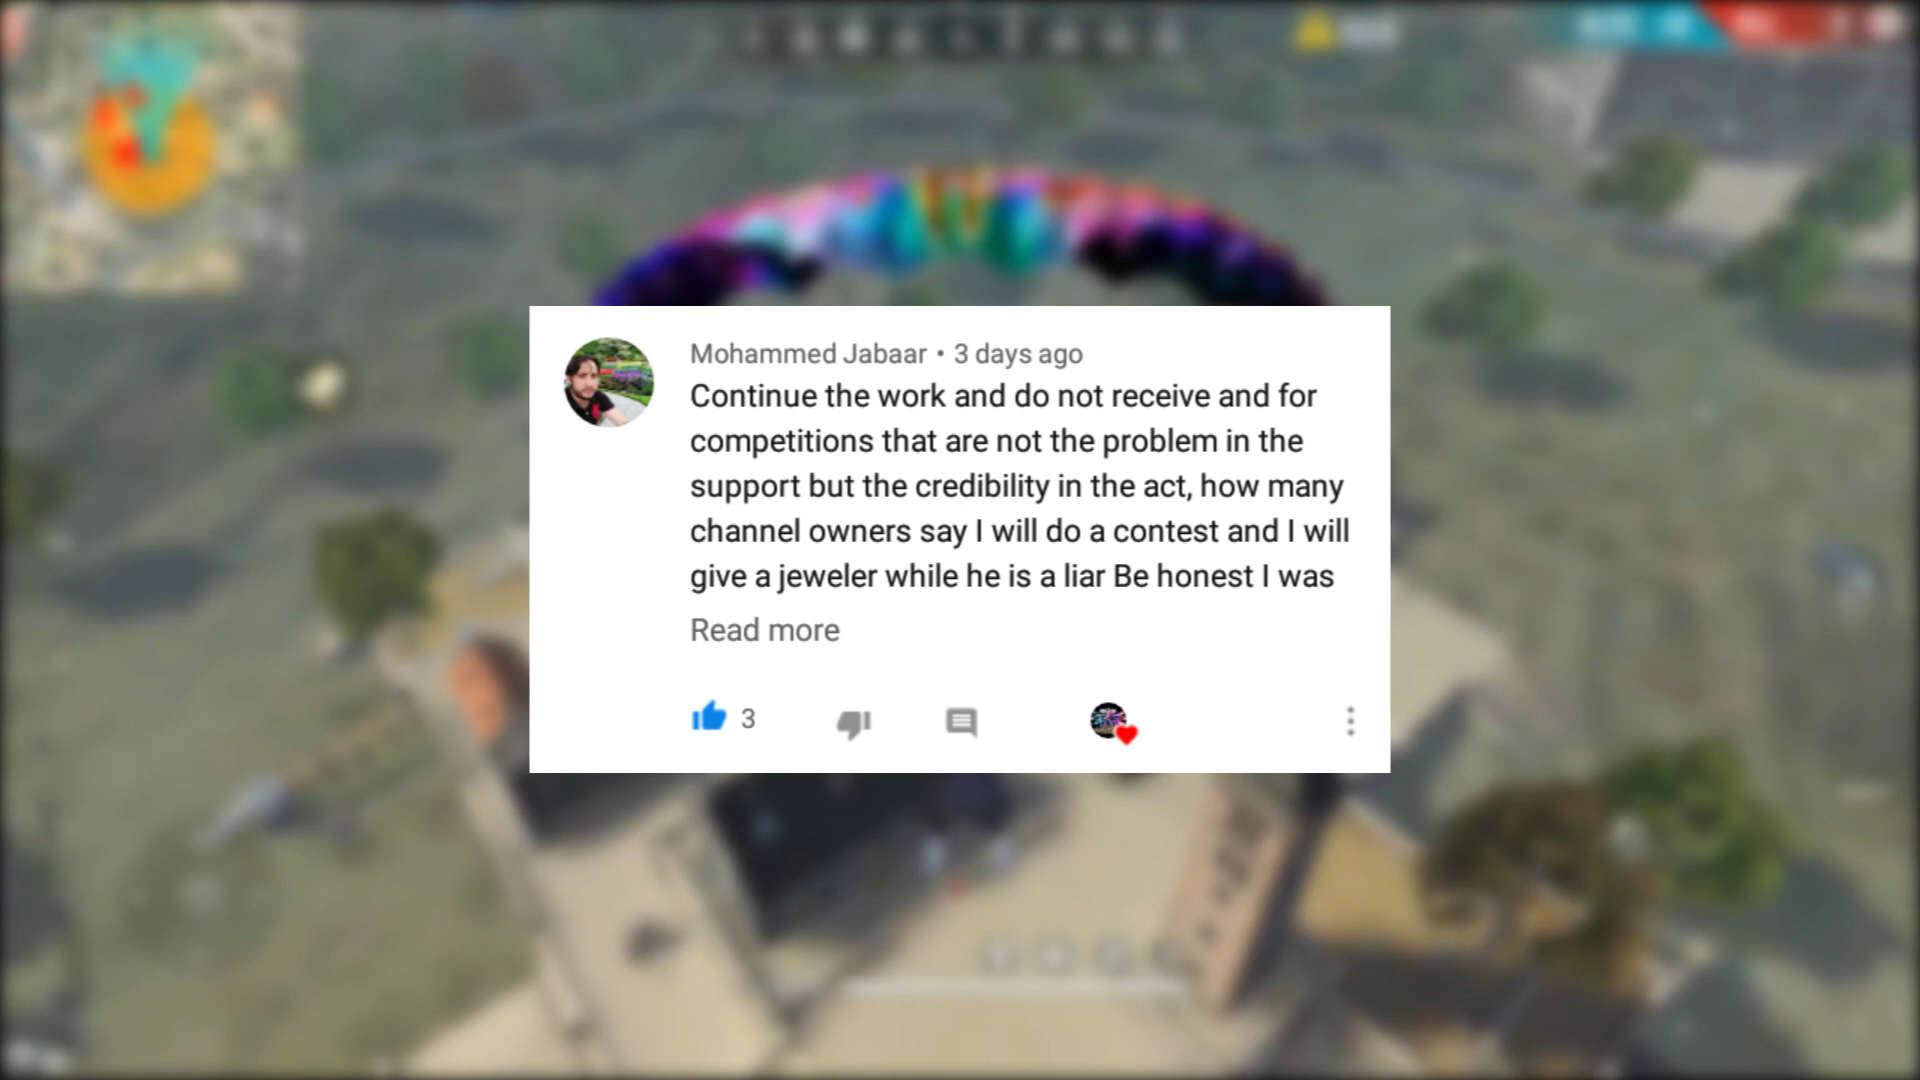 Mohammed Jabaar • 3 days ago
Continue the work and do not receive and for
competitions that are not the problem in the
support but the credibility in the act, how many
channel owners say I will do a contest and I will
give a jeweler while he is a liar Be honest I was
Read more
3